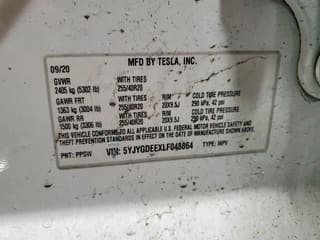 MFD BY TESLA, INC.
09/20
GVWR WITH TIRES
2405 kg (5302 lb) 255/40R20
GAWR FRT WITH TIRES RIM COLD TIRE PRESSURE
1363 kg (3004 lb) 255/40R20 20X9.5J 290 kPa, 42 psi
GAWR RR WITH TIRES RIM COLD TIRE PRESSURE
1500 kg (3306 lb) 255/40R20 20X9.5J 290 kPa, 42 psi
THIS VEHICLE CONFORMS TO ALL APPLICABLE U.S. FEDERAL MOTOR VEHICLE SAFETY AND
THEFT PREVENTION STANDARDS IN EFFECT ON THE DATE OF MANUFACTURE SHOWN ABOVE.
PNT: PPSW VIN: 5YJYGDEEXLF048864 TYPE: MPV